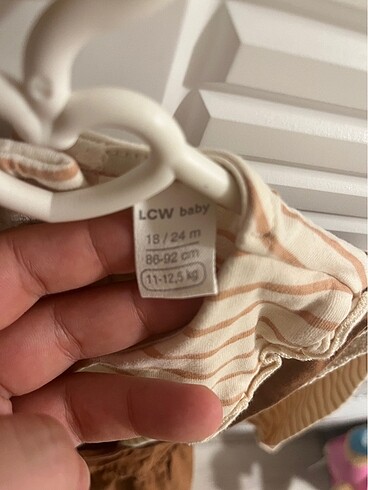 LCW baby
18 / 24 m
86-92 cm
11-12,5 kg